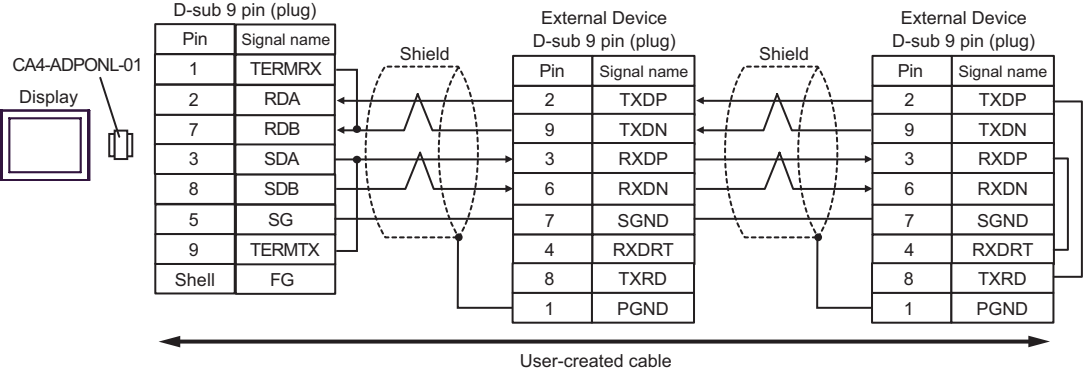 CA4-ADPONL-01
Display
D-sub 9 pin (plug)
Pin Signal name
1 TERMRX
2 RDA
7 RDB
3 SDA
8 SDB
5 SG
9 TERMTX
Shell FG
Shield
External Device
D-sub 9 pin (plug)
Pin Signal name
2 TXDP
9 TXDN
3 RXDP
6 RXDN
7 SGND
4 RXDRT
8 TXRD
1 PGND
Shield
External Device
D-sub 9 pin (plug)
Pin Signal name
2 TXDP
9 TXDN
3 RXDP
6 RXDN
7 SGND
4 RXDRT
8 TXRD
1 PGND
User-created cable